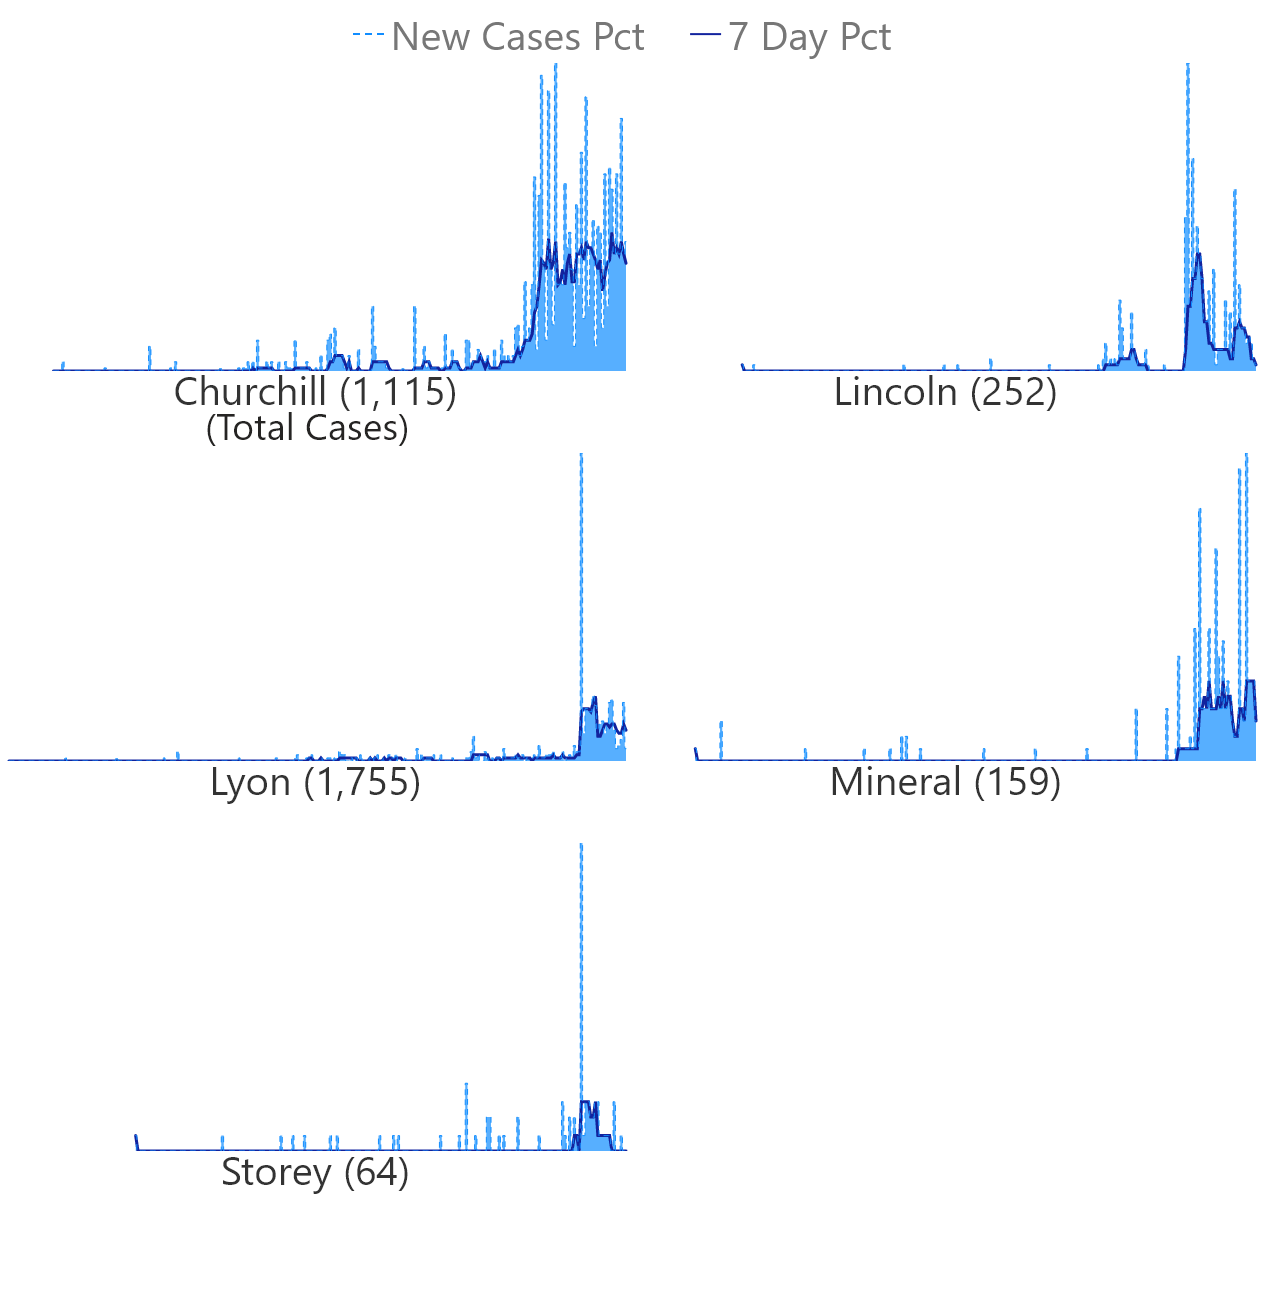 New Cases Pct 7 Day Pct
Churchill (1,115)
(Total Cases)
Lincoln (252)
Lyon (1,755)
Mineral (159)
Storey (64)